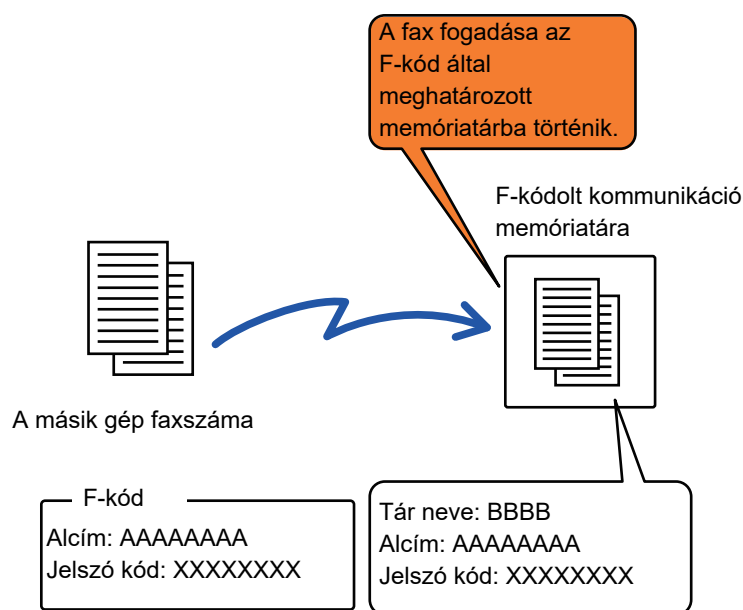 A fax fogadása az
F-kód által
meghatározott
memóriatárba történik.
F-kódolt kommunikáció
memóriatára
A másik gép faxszáma
F-kód
Alcím: AAAAAAAA
Jelszó kód: XXXXXXXX
Tár neve: BBBB
Alcím: AAAAAAAA
Jelszó kód: XXXXXXXX